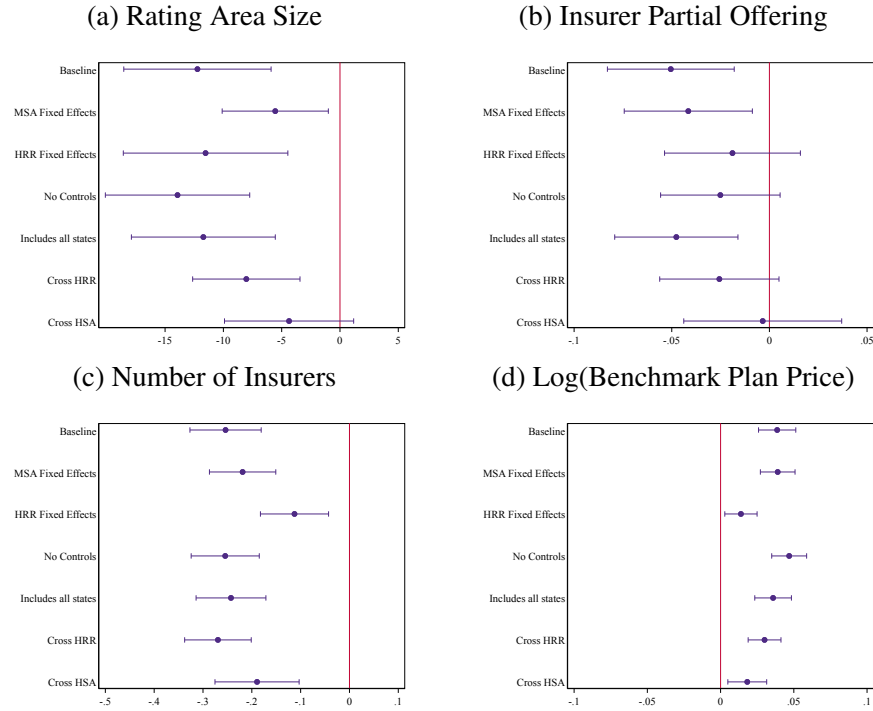 (a) Rating Area Size
Baseline
MSA Fixed Effects
HRR Fixed Effects
No Controls
Includes all states
Cross HRR
Cross HSA
-15 -10 -5 0 5
(b) Insurer Partial Offering
Baseline
MSA Fixed Effects
HRR Fixed Effects
No Controls
Includes all states
Cross HRR
Cross HSA
-.1 -.05 0 .05
(c) Number of Insurers
Baseline
MSA Fixed Effects
HRR Fixed Effects
No Controls
Includes all states
Cross HRR
Cross HSA
-.5 -.4 -.3 -.2 -.1 0 .1
(d) Log(Benchmark Plan Price)
Baseline
MSA Fixed Effects
HRR Fixed Effects
No Controls
Includes all states
Cross HRR
Cross HSA
-.1 -.05 0 .05 .1